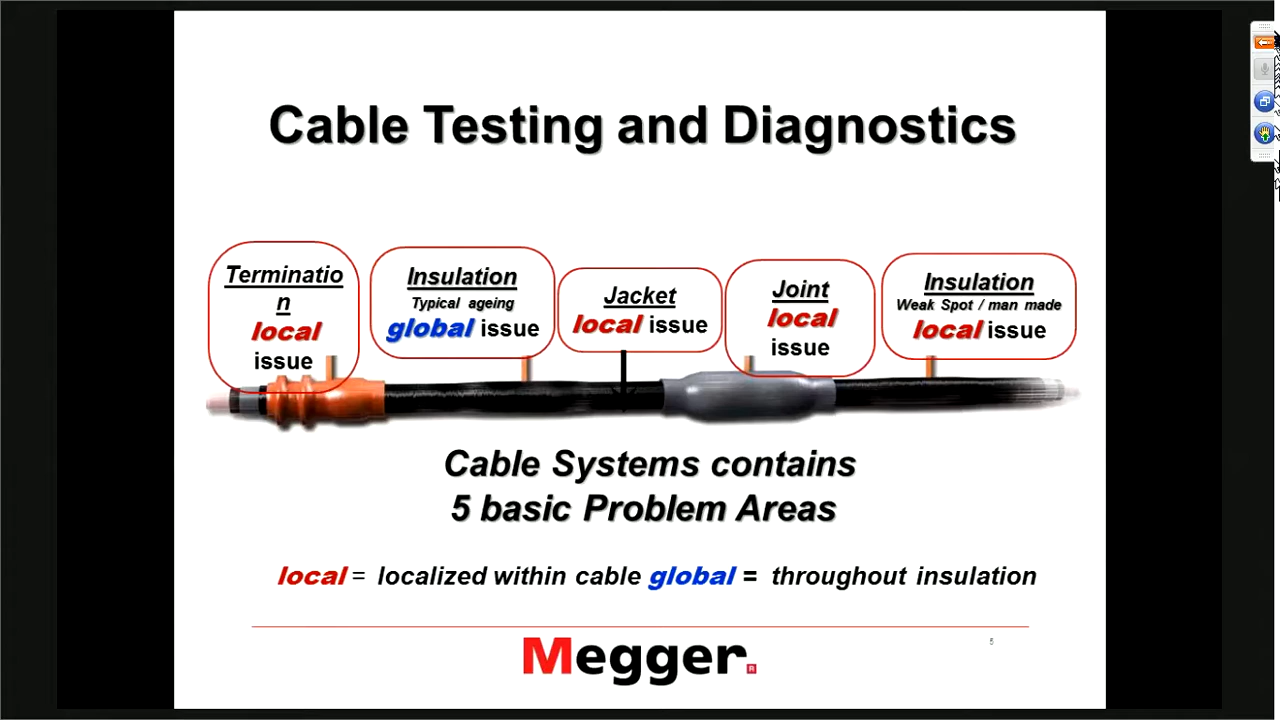 Cable Testing and Diagnostics
Terminatio
n
local
issue
Insulation
Typical ageing
global issue
Jacket
local issue
Joint
local
issue
Insulation
Weak Spot / man made
local issue
Cable Systems contains
5 basic Problem Areas
local = localized within cable global = throughout insulation
Megger.